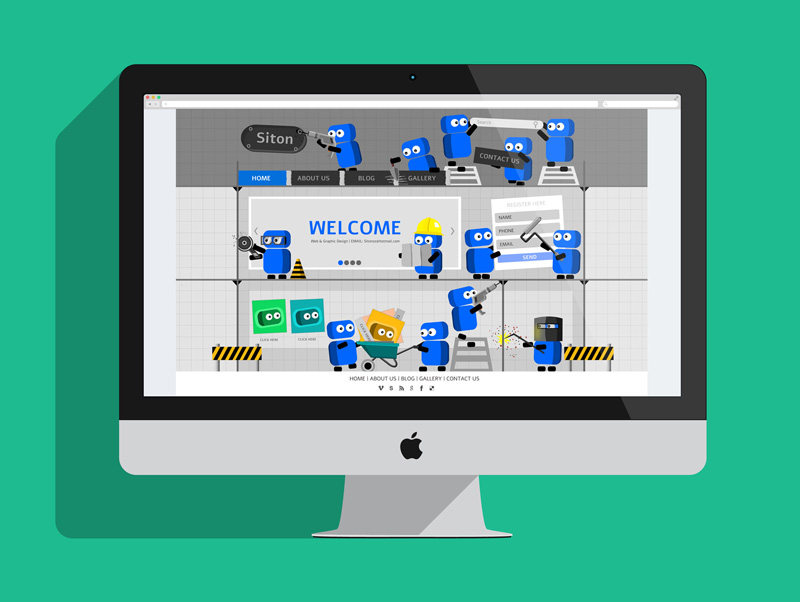 Siton
Search
CONTACT US
HOME ABOUT US BLOG GALLERY
WELCOME
Web & Graphic Design | EMAIL:
REGISTER HERE
NAME
PHONE
EMAIL
SEND
CLICK HERE CLICK HERE
HOME | ABOUT US | BLOG | GALLERY | CONTACT US